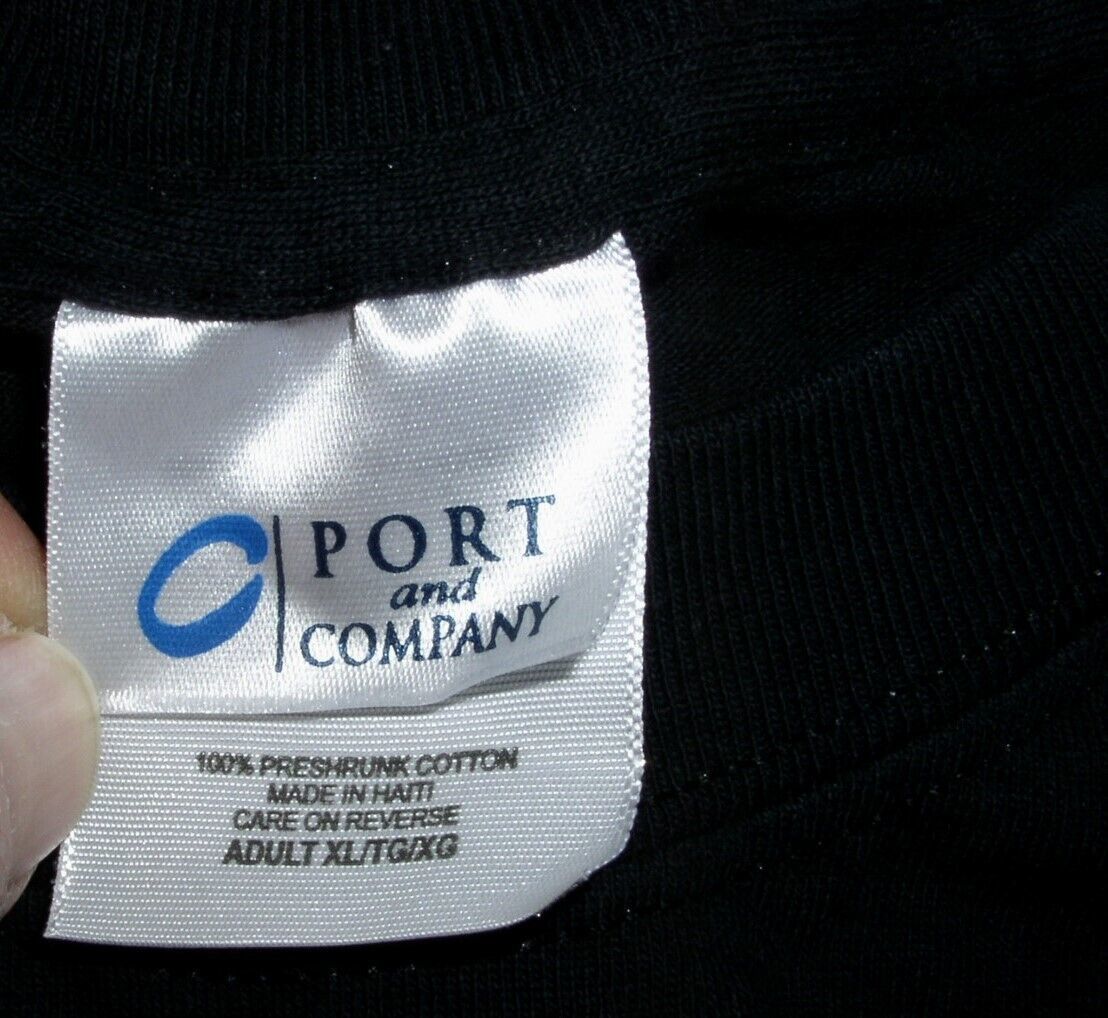 PORT
and
COMPANY
100% PRESHRUNK COTTON
MADE IN HAITI
CARE ON REVERSE
ADULT XL/TG/XG